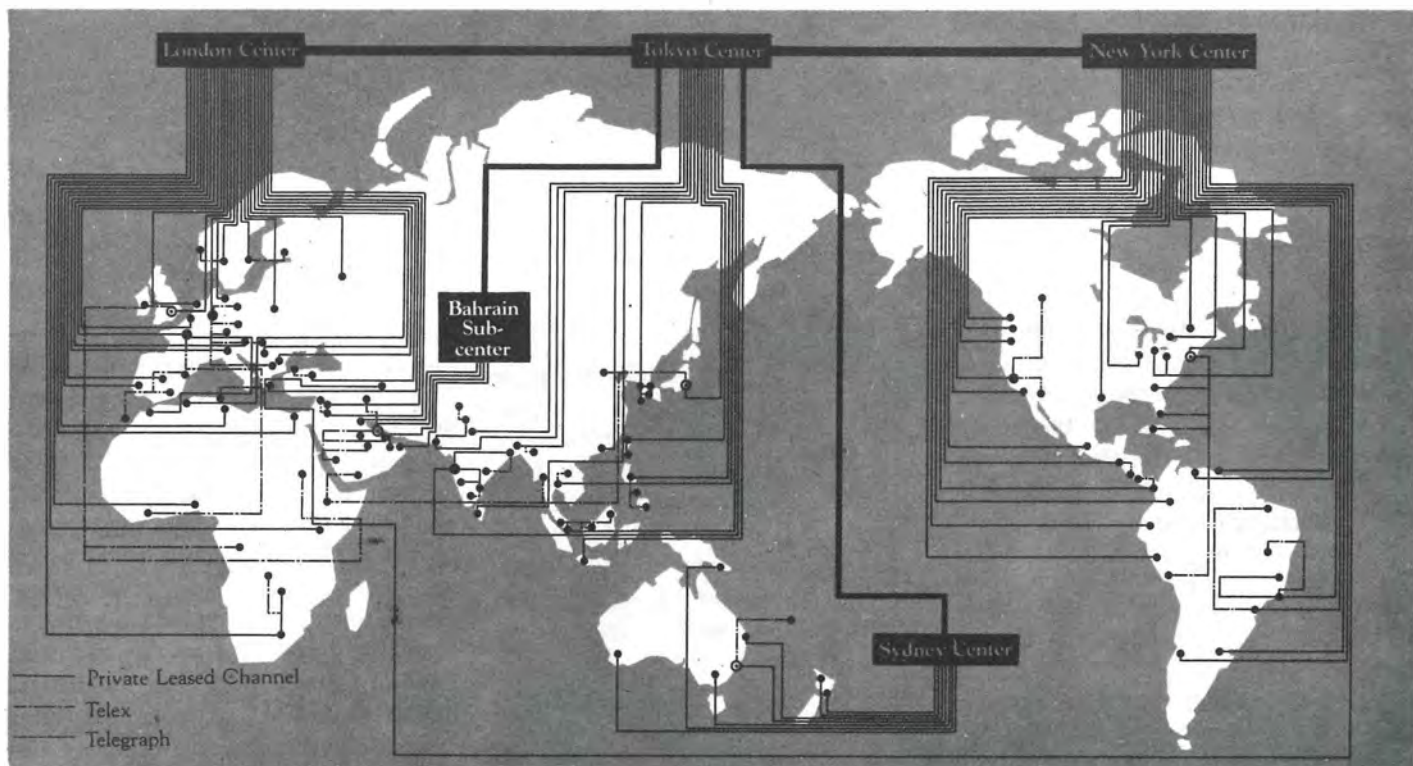 London Center
Tokyo Center
New York Center
Bahrain
Sub-
center
Sydney Center
Private Leased Channel
Telex
Telegraph